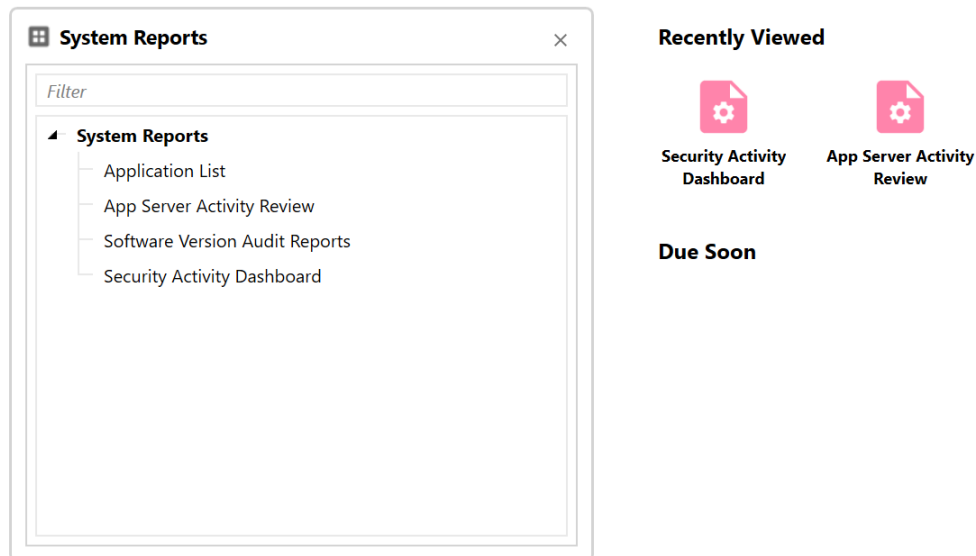 System Reports
Filter
System Reports
Application List
App Server Activity Review
Software Version Audit Reports
Security Activity Dashboard
Recently Viewed
Security Activity
Dashboard
App Server Activity
Review
Due Soon